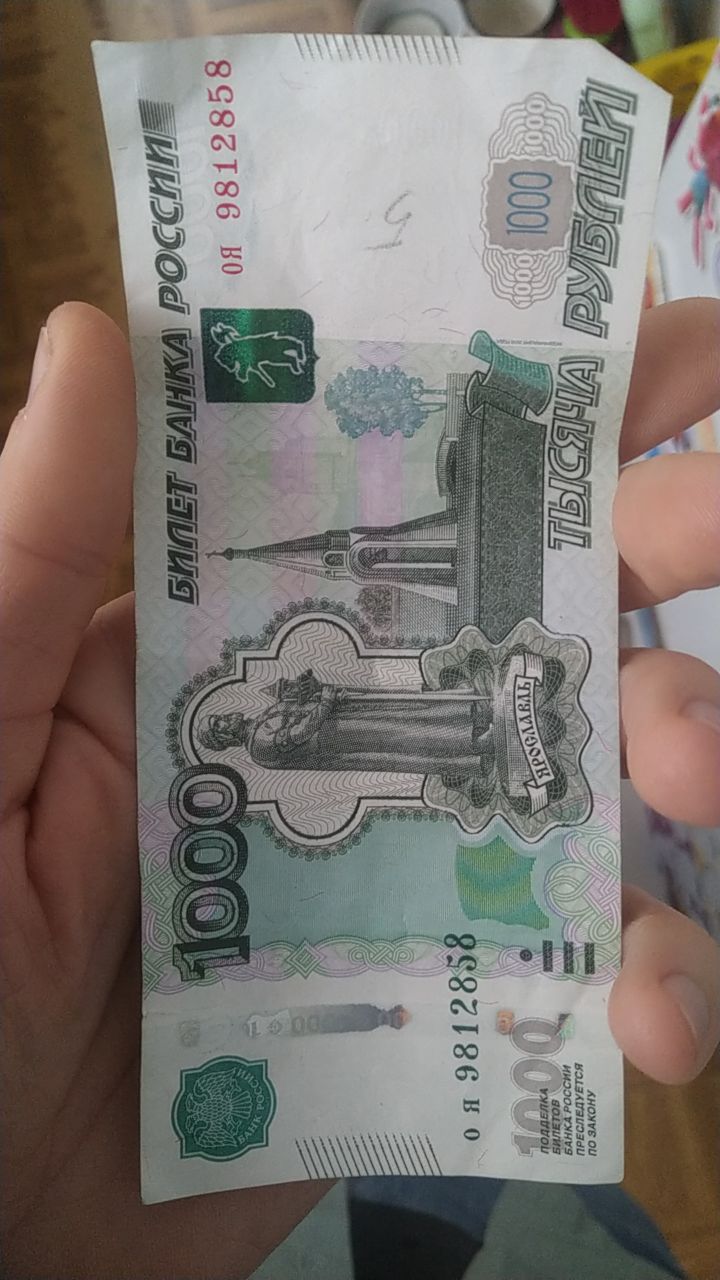 1000
БИЛЕТ БАНКА РОССИИ
БАНК РОССИИ
ОЯ 9812858
5
оя 9812858
1000
ПОДДЕЛКА
БИЛЕТОВ
БАНКА РОССИИ
ПРЕСЛЕДУЕТСЯ
ПО ЗАКОНУ
ЯРОСЛАВЛЬ
1000 1000 1000
ТЫСЯЧА РУБЛЕЙ